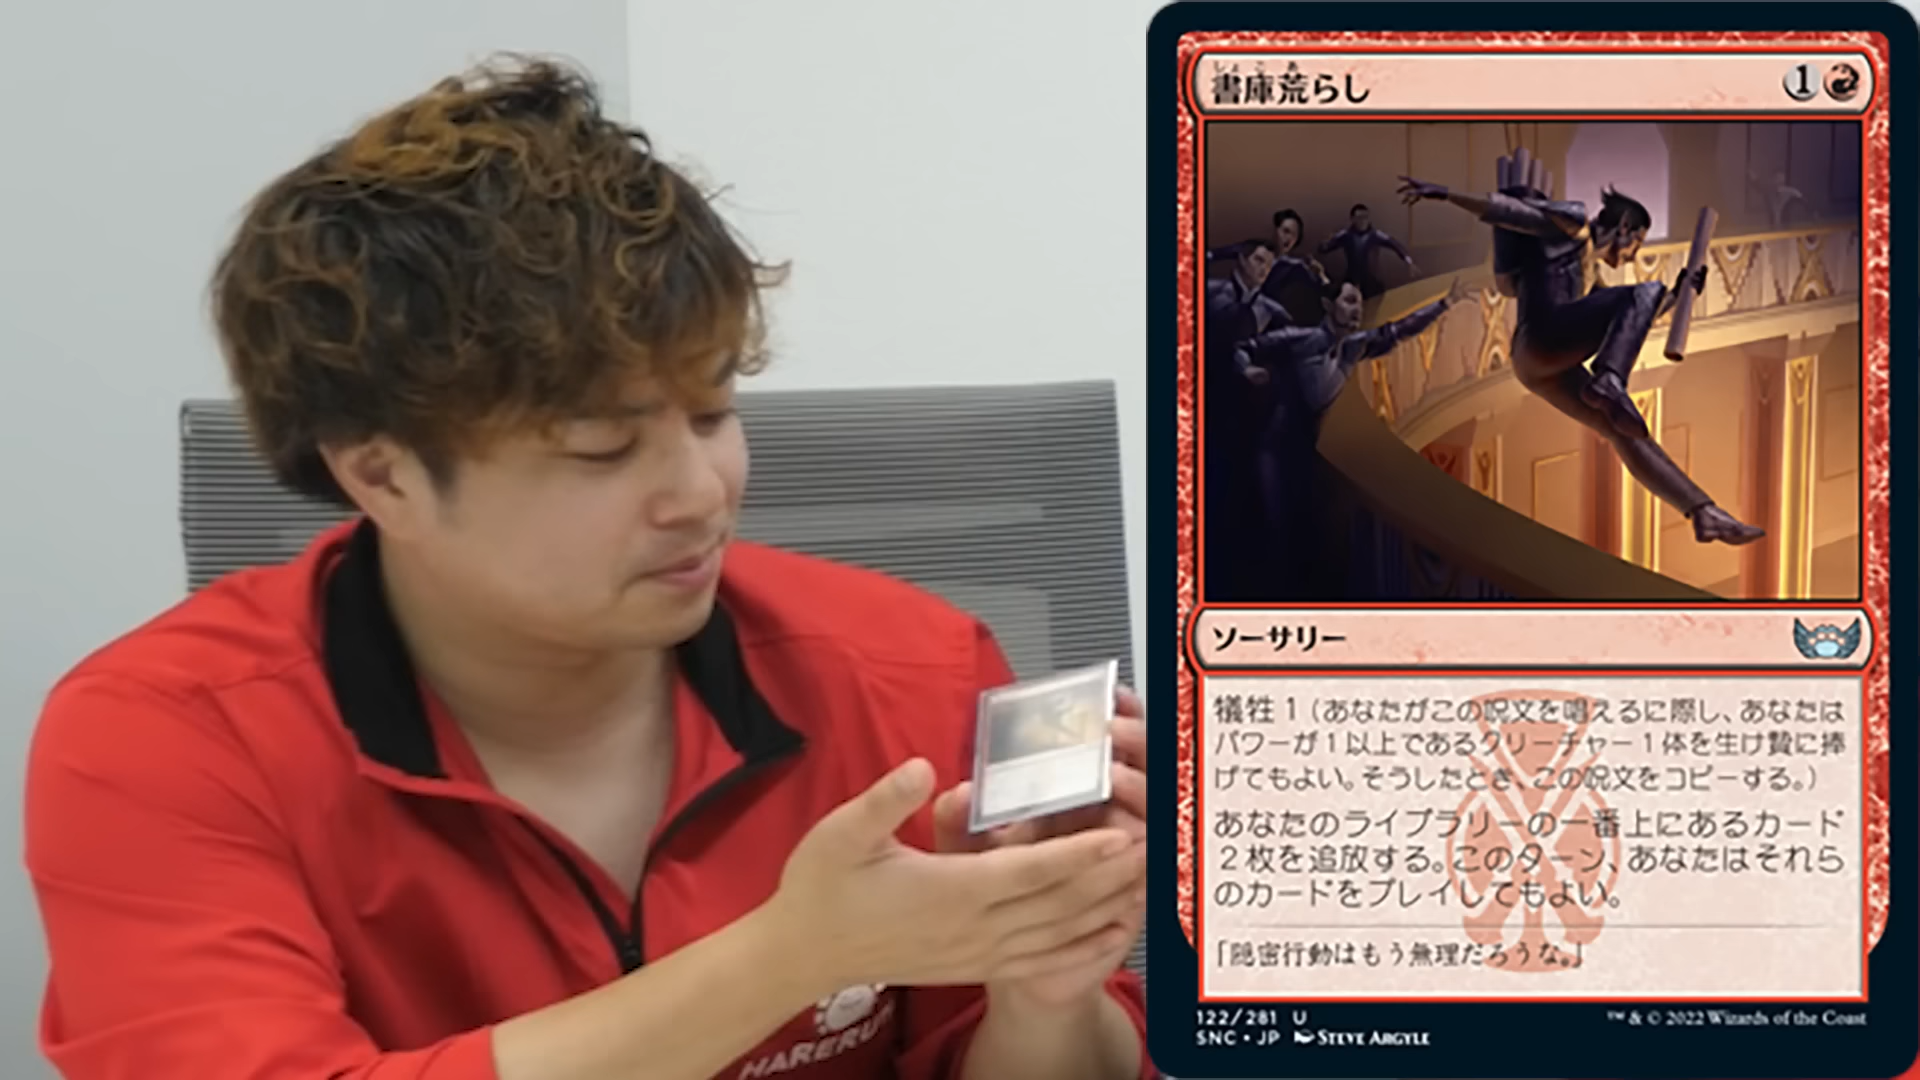 しょこあ
書庫荒らし
1
ソーサリー
犠牲1（あなたがこの呪文を唱えるに際し、あなたは
パワーが1以上であるクリーチャー1体を生け贄に捧
げてもよい。そうしたとき、この呪文をコピーする。）
あなたのライブラリーの一番上にあるカード
2枚を追放する。このターン、あなたはそれら
のカードをプレイしてもよい。
「隠密行動はもう無理だろうな。」
122/281 U
SNC • JP STEVE ARGYLE
™ & © 2022 Wizards of the Coast
HARERU